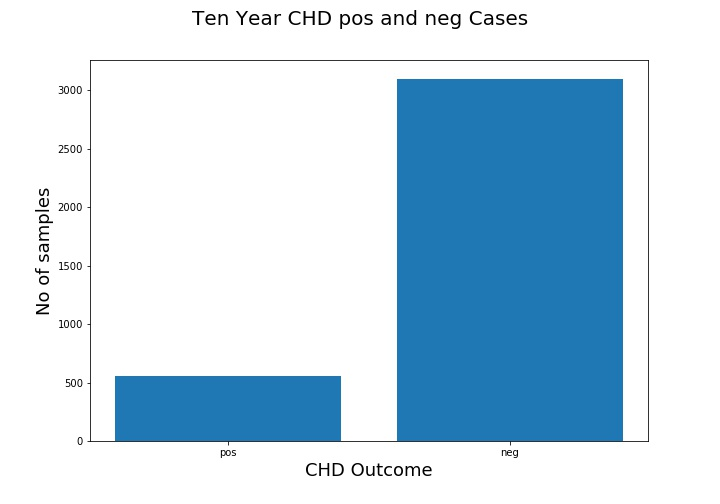 Ten Year CHD pos and neg Cases
No of samples
3000
2500
2000
1500
1000
500
0
pos
neg
CHD Outcome